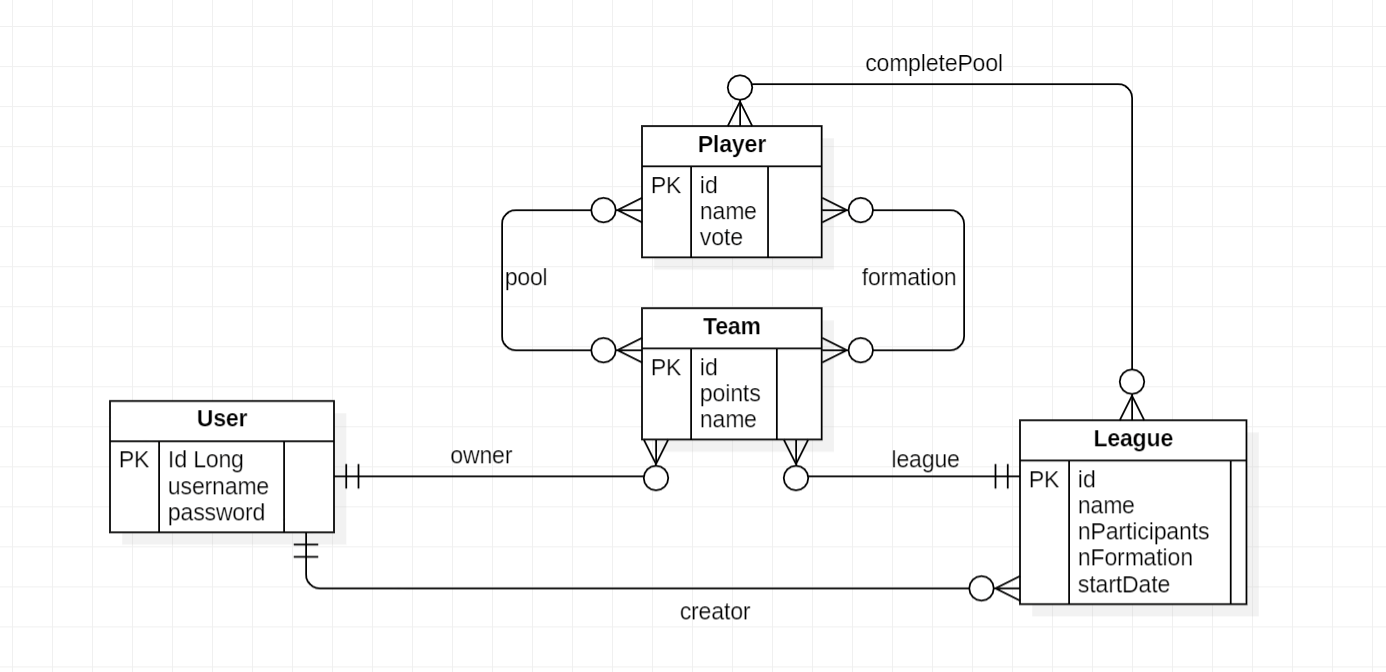 completePool
Player
PK id
name
vote
pool
formation
Team
PK id
points
name
User
PK Id Long
username
password
owner
league
League
PK id
name
nParticipants
nFormation
startDate
creator